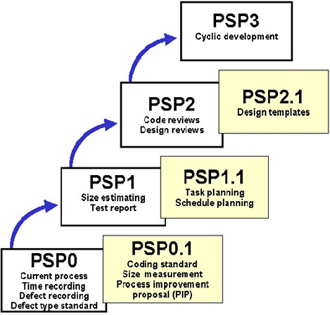 PSP3
Cyclic development
PSP2
Code reviews
Design reviews
PSP2.1
Design templates
PSP1
Size estimating
Test report
PSP1.1
Task planning
Schedule planning
PSP0
Current process
Time recording
Defect recording
Defect type standard
PSP0.1
Coding standard
Size measurement
Process improvement
proposal (PIP)